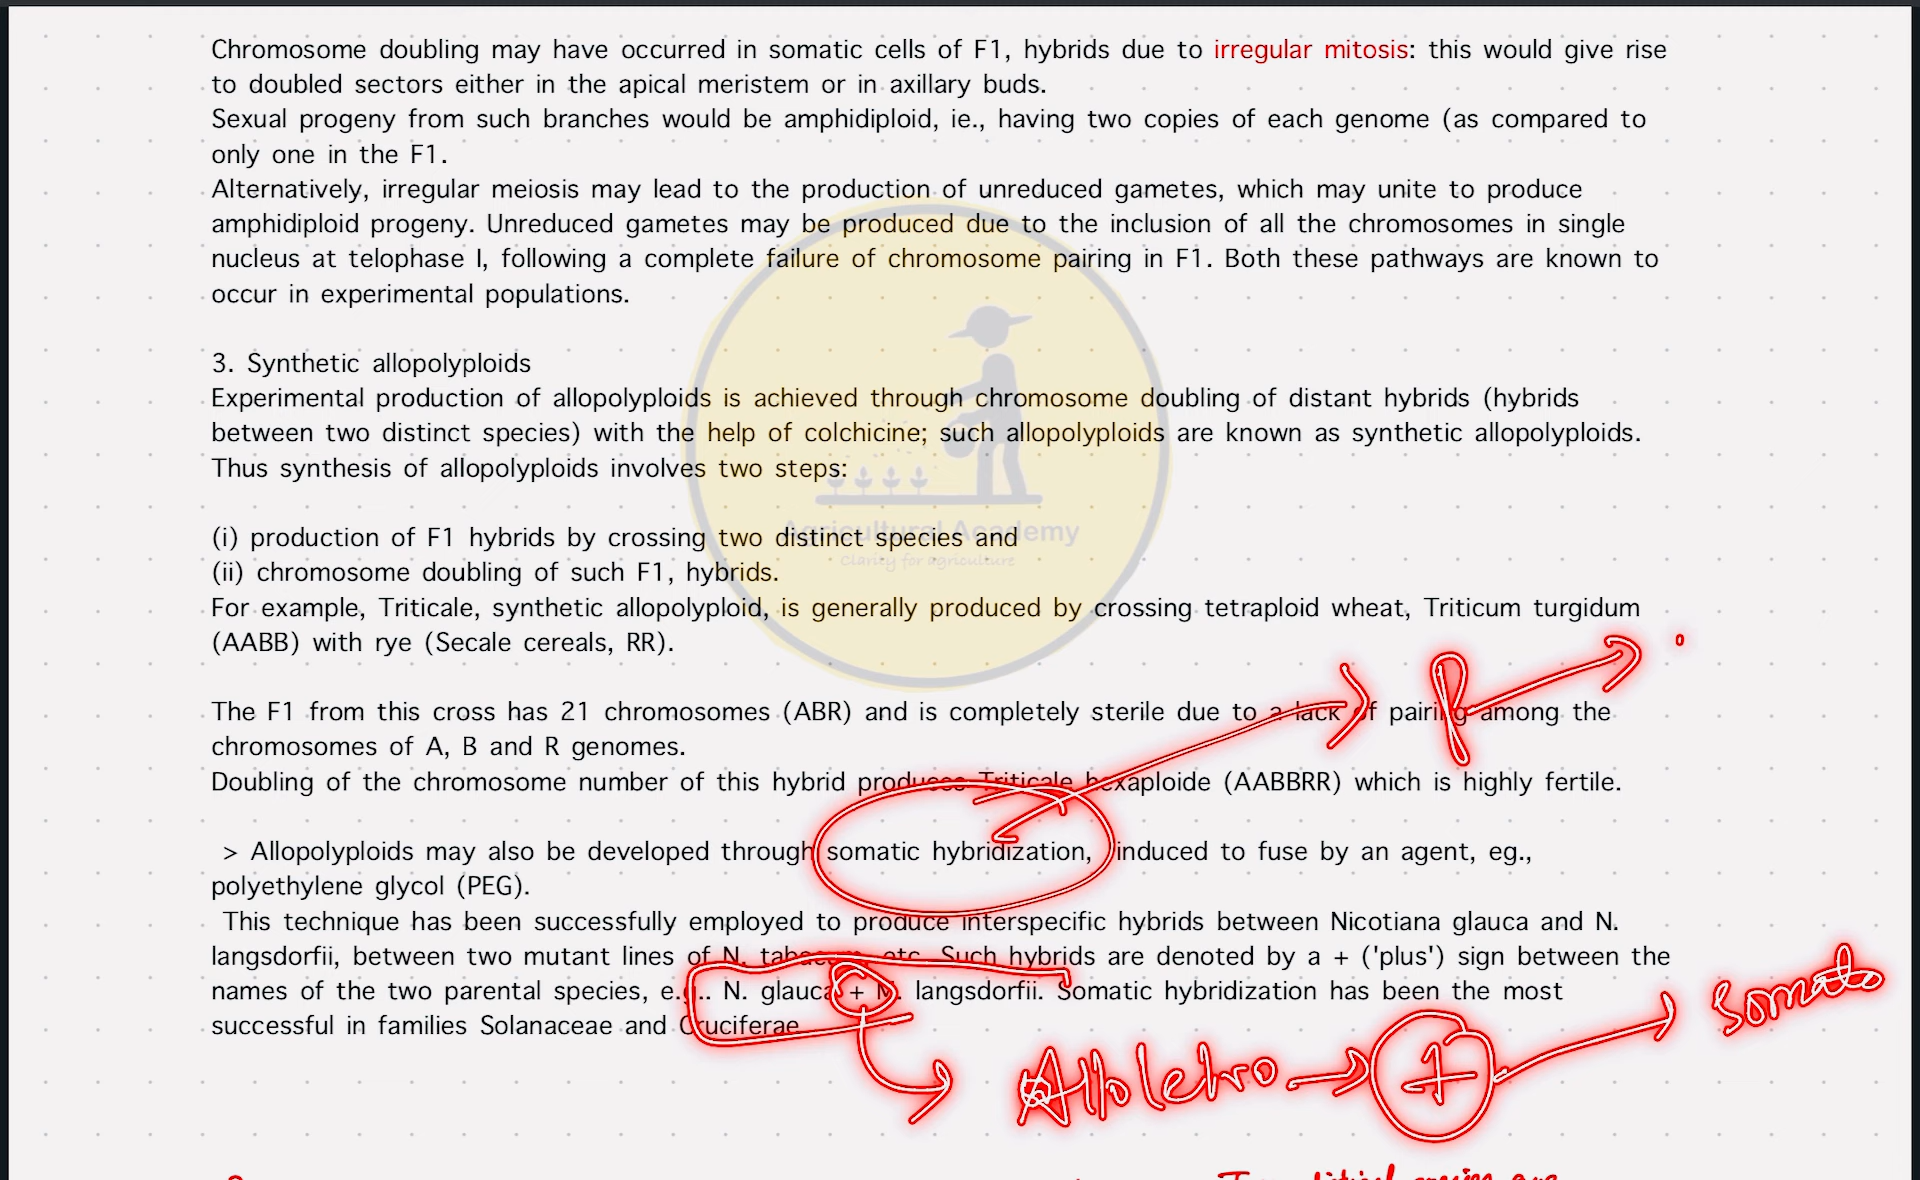 Chromosome doubling may have occurred in somatic cells of F1, hybrids due to irregular mitosis: this would give rise
to doubled sectors either in the apical meristem or in axillary buds.
Sexual progeny from such branches would be amphidiploid, ie., having two copies of each genome (as compared to
only one in the F1.
Alternatively, irregular meiosis may lead to the production of unreduced gametes, which may unite to produce
amphidiploid progeny. Unreduced gametes may be produced due to the inclusion of all the chromosomes in single
nucleus at telophase I, following a complete failure of chromosome pairing in F1. Both these pathways are known to
occur in experimental populations.
3. Synthetic allopolyploids
Experimental production of allopolyploids is achieved through chromosome doubling of distant hybrids (hybrids
between two distinct species) with the help of colchicine; such allopolyploids are known as synthetic allopolyploids.
Thus synthesis of allopolyploids involves two steps:
Agricultural Academy
Clarity for agriculture
(i) production of F1 hybrids by crossing two distinct species and
(ii) chromosome doubling of such F1, hybrids.
For example, Triticale, synthetic allopolyploid, is generally produced by crossing tetraploid wheat, Triticum turgidum
(AABB) with rye (Secale cereals, RR).
The F1 from this cross has 21 chromosomes (ABR) and is completely sterile due to a lack of pairing among the
chromosomes of A, B and R genomes.
Doubling of the chromosome number of this hybrid produces Triticale hexaploide (AABBRR) which is highly fertile.
> Allopolyploids may also be developed through somatic hybridization, induced to fuse by an agent, eg.,
polyethylene glycol (PEG).
This technique has been successfully employed to produce interspecific hybrids between Nicotiana glauca and N.
langsdorfii, between two mutant lines of N. tabacum, etc. Such hybrids are denoted by a + ('plus') sign between the
names of the two parental species, e.g.. N. glauca + N. langsdorfii. Somatic hybridization has been the most
successful in families Solanaceae and Cruciferae
+